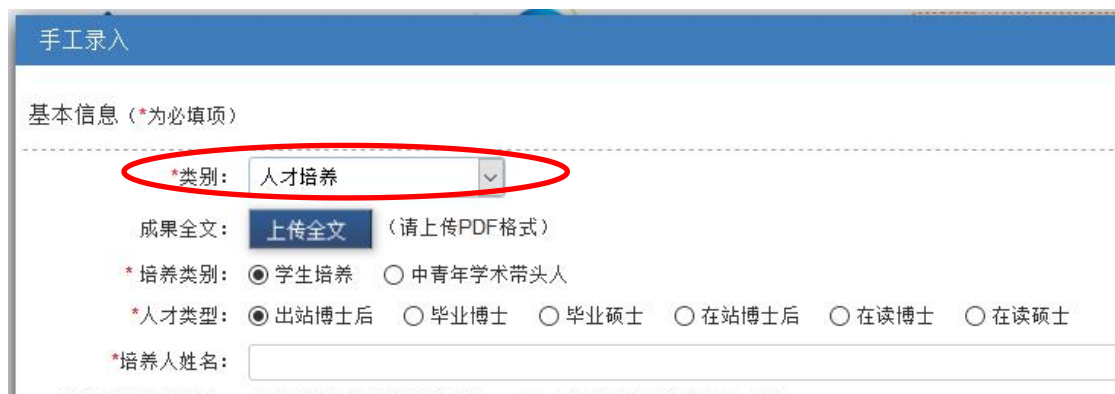 手工录入
基本信息（*为必填项）
*类别： 人才培养
成果全文： 上传全文 （请上传PDF格式）
* 培养类别： 学生培养 中青年学术带头人
*人才类型： 出站博士后 毕业博士 毕业硕士 在站博士后 在读博士 在读硕士
*培养人姓名：